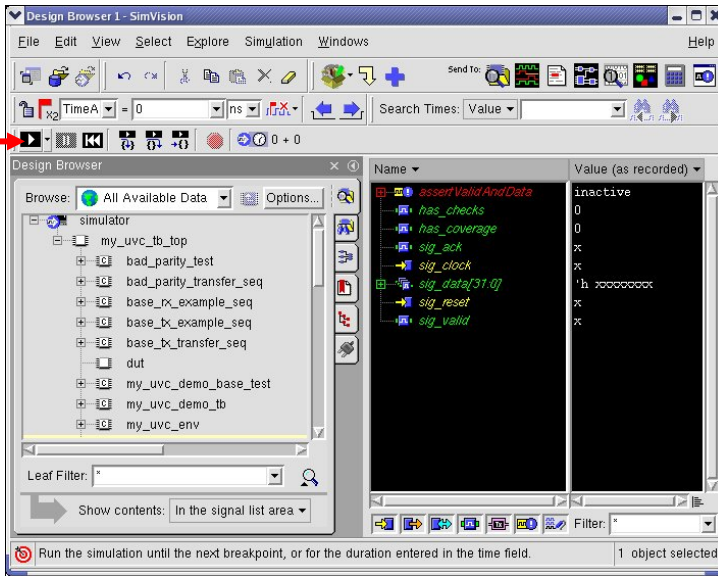 Design Browser 1 - SimVision
File Edit View Select Explore Simulation Windows Help
Send To:
x2 TimeA = 0 ns Search Times: Value
0 + 0
Design Browser
Browse: All Available Data Options...
simulator
my_uvc_tb_top
bad_parity_test
bad_parity_transfer_seq
base_rx_example_seq
base_tx_example_seq
base_tx_transfer_seq
dut
my_uvc_demo_base_test
my_uvc_demo_tb
my_uvc_env
Leaf Filter: *
Show contents: In the signal list area
Name Value (as recorded)
assertValidAndData inactive
has_checks 0
has_coverage 0
sig_ack x
sig_clock x
sig_data[31:0] 'h xxxxxxxx
sig_reset x
sig_valid x
Filter: *
Run the simulation until the next breakpoint, or for the duration entered in the time field. 1 object selected